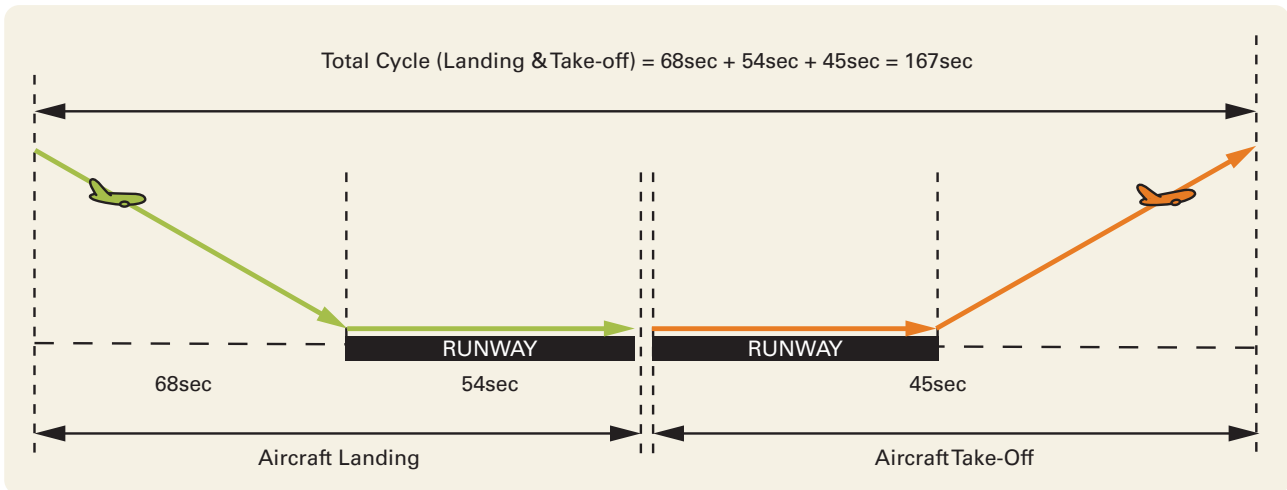 Total Cycle (Landing & Take-off) = 68sec + 54sec + 45sec = 167sec
RUNWAY RUNWAY
68sec 54sec 45sec
Aircraft Landing Aircraft Take-Off